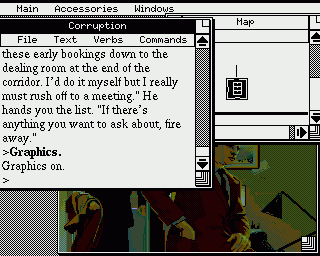 Main Accessories Windows
Corruption
Map
File Text Verbs Commands
these early bookings down to the
dealing room at the end of the
corridor. I'd do it myself but I really
must rush off to a meeting." He
hands you the list. "If there's
anything you want to ask about, fire
away."
>Graphics.
Graphics on.
>